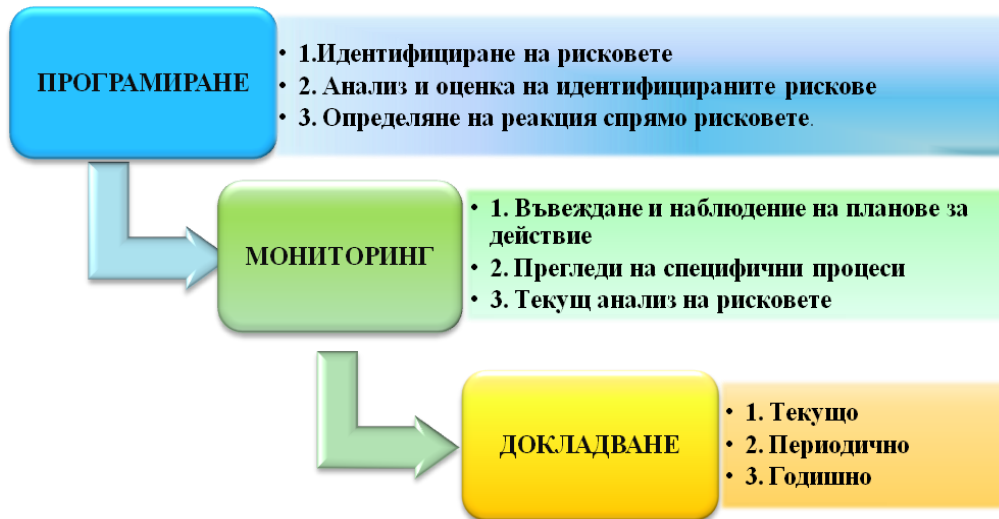 ПРОГРАМИРАНЕ
• 1.Идентифициране на рисковете
• 2. Анализ и оценка на идентифицираните рискове
• 3. Определяне на реакция спрямо рисковете.
МОНИТОРИНГ
• 1. Въвеждане и наблюдение на планове за
действие
• 2. Прегледи на специфични процеси
• 3. Текущ анализ на рисковете
ДОКЛАДВАНЕ
• 1. Текущо
• 2. Периодично
• 3. Годишно